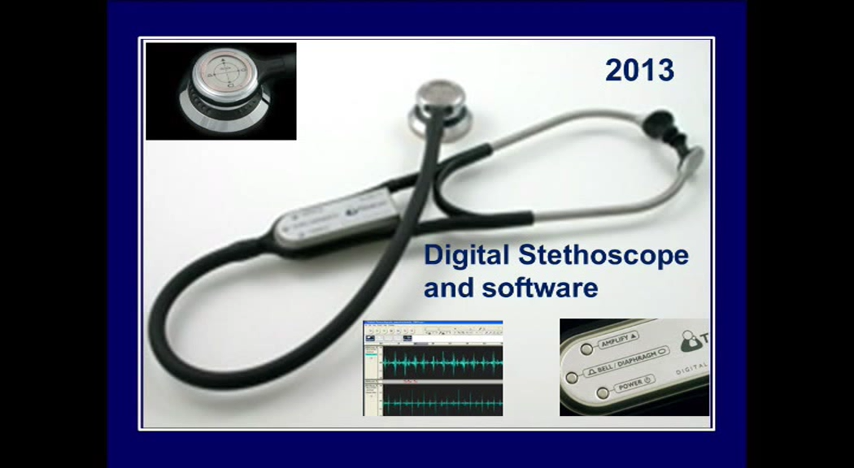 2013
Digital Stethoscope
and software
AMPLIFY
BELL / DIAPHRAGM
POWER
DIGITAL